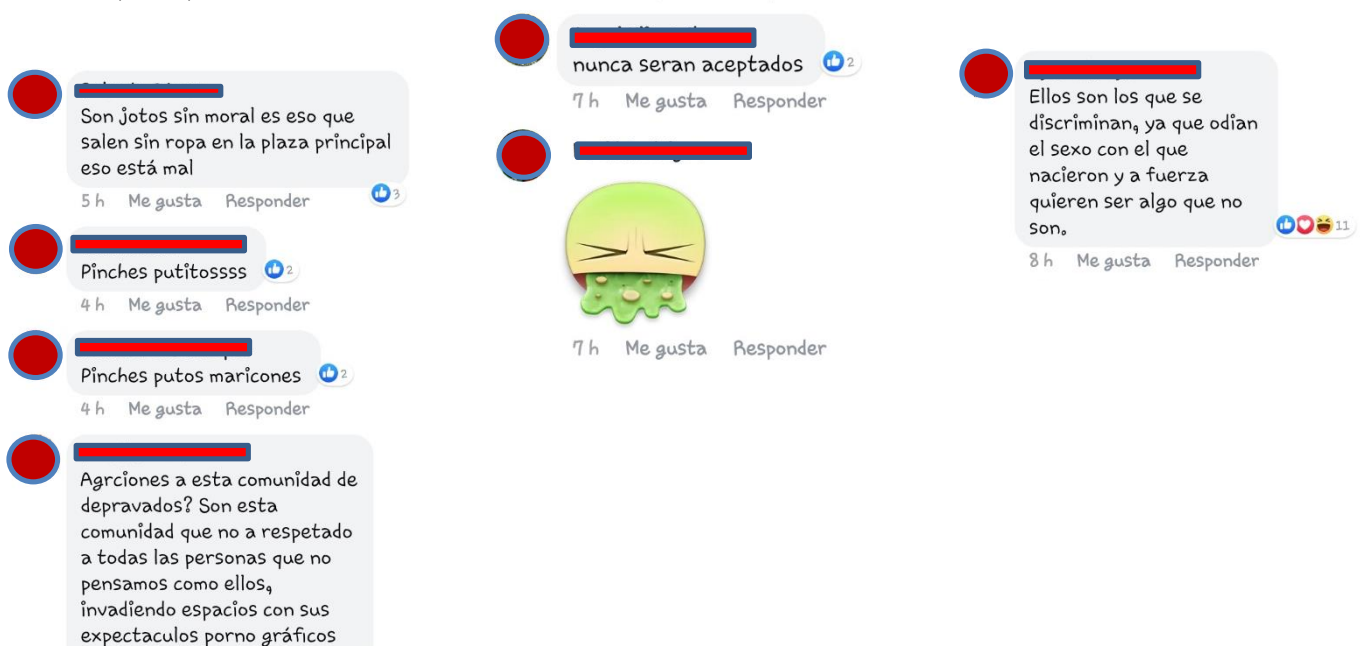 Son jotos sin moral es eso que
salen sin ropa en la plaza principal
eso está mal
5 h Me gusta Responder
3
Pinches putitossss
2
4 h Me gusta Responder
Pinches putos maricones
2
4 h Me gusta Responder
Agrciones a esta comunidad de
depravados? Son esta
comunidad que no a respetado
a todas las personas que no
pensamos como ellos,
invadiendo espacios con sus
expectaculos porno gráficos
nunca seran aceptados
2
7 h Me gusta Responder
7 h Me gusta Responder
Ellos son los que se
discriminan, ya que odian
el sexo con el que
nacieron y a fuerza
quieren ser algo que no
son.
11
8 h Me gusta Responder